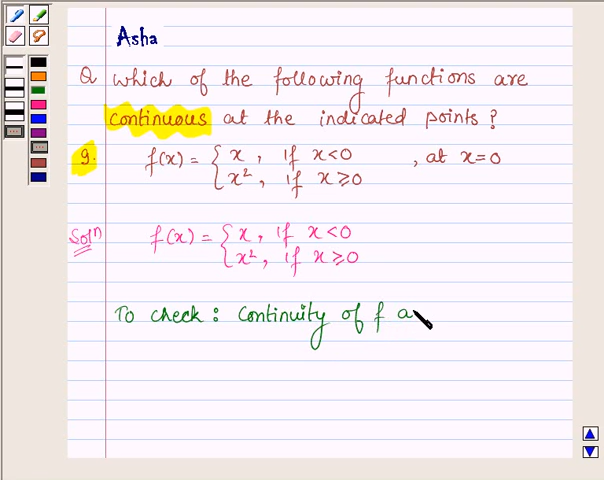 Asha
Q which of the following functions are
continuous at the indicated points ?
9. f(x) = { x , if x<0 , at x=0
x², if x≥0
Solⁿ f(x) = { x, if x<0
x², if x≥0
To check : Continuity of f a